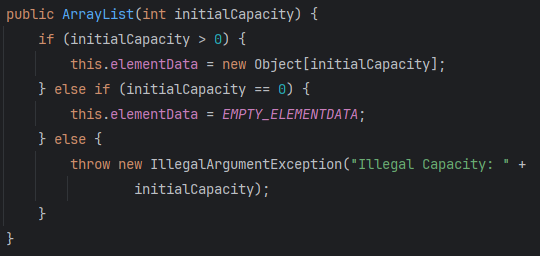 public ArrayList(int initialCapacity) {
    if (initialCapacity > 0) {
        this.elementData = new Object[initialCapacity];
    } else if (initialCapacity == 0) {
        this.elementData = EMPTY_ELEMENTDATA;
    } else {
        throw new IllegalArgumentException("Illegal Capacity: " +
                initialCapacity);
    }
}